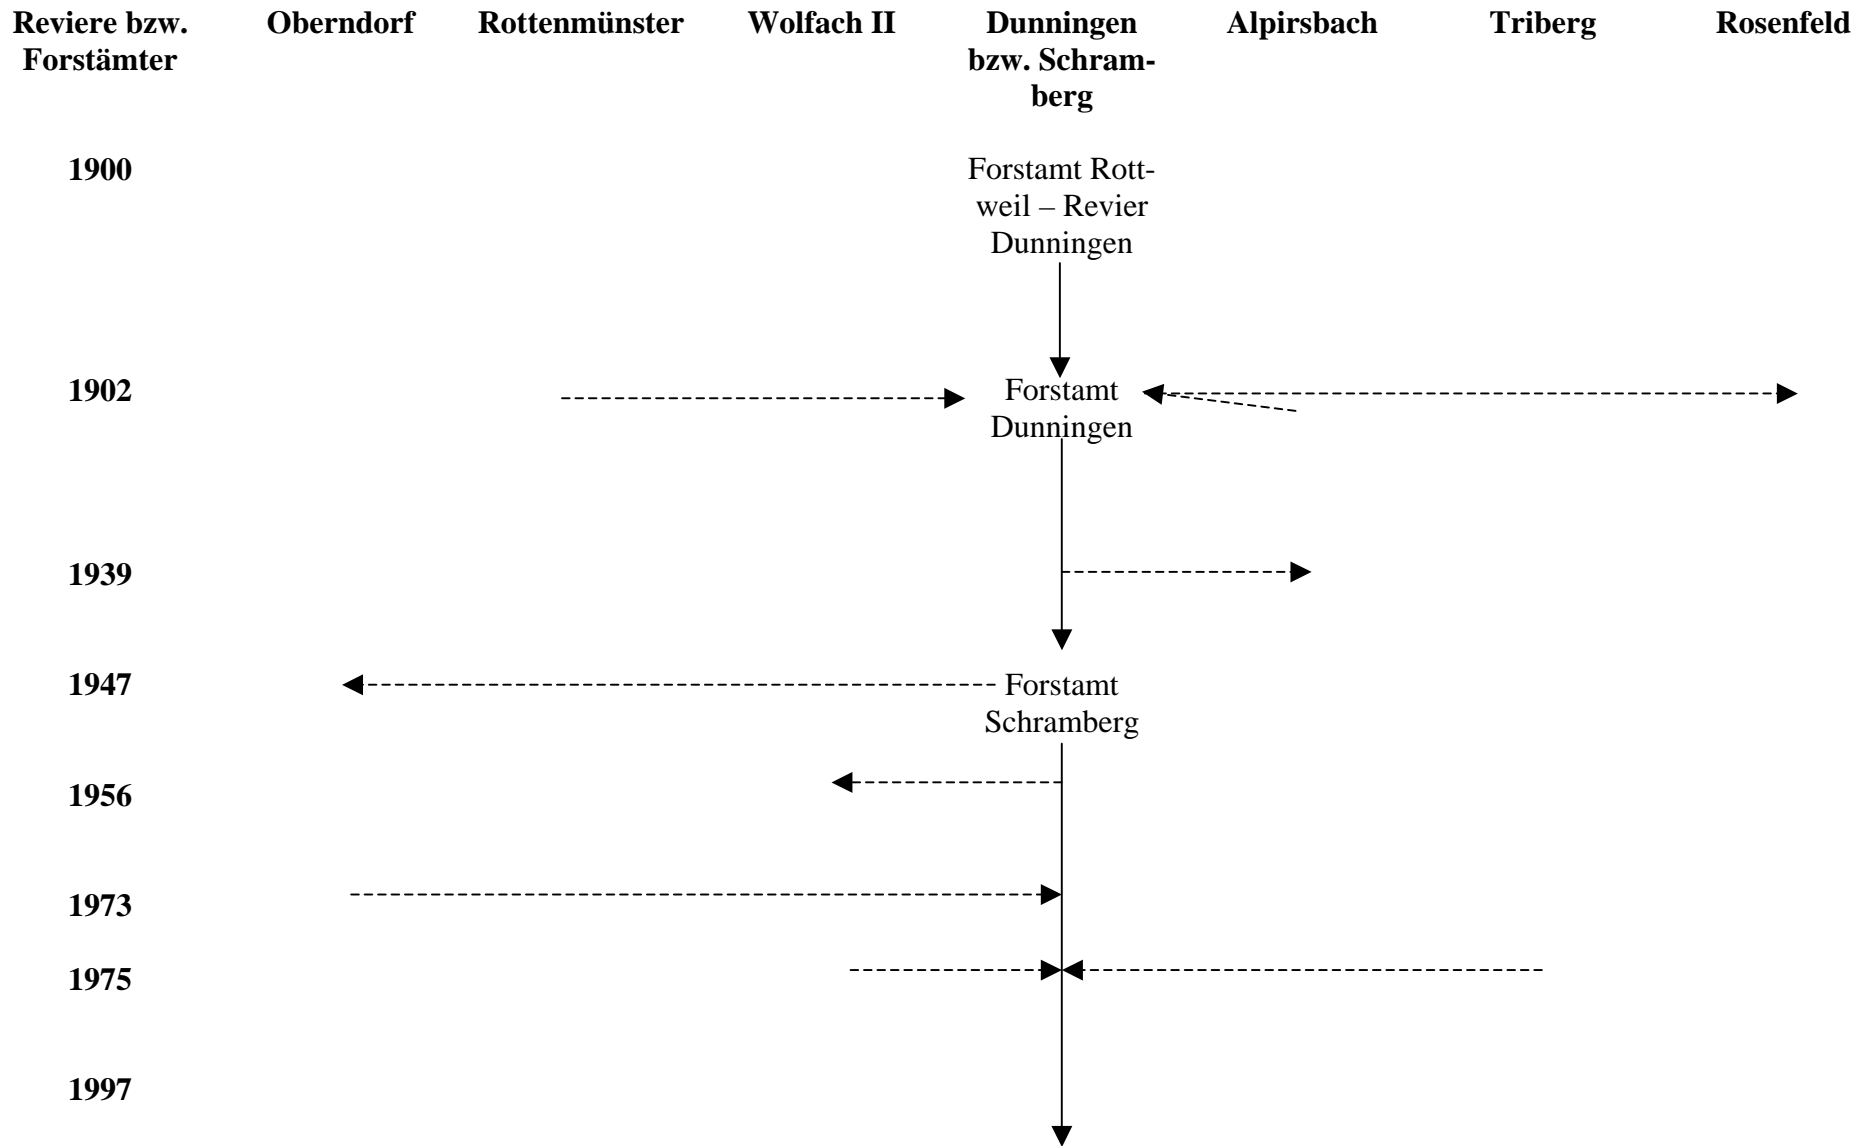 Reviere bzw. Oberndorf Rottenmünster Wolfach II Dunningen Alpirsbach Triberg Rosenfeld
Forstämter bzw. Schram-
berg
1900 Forstamt Rott-
weil – Revier
Dunningen
1902 Forstamt
Dunningen
1939
1947 Forstamt
Schramberg
1956
1973
1975
1997